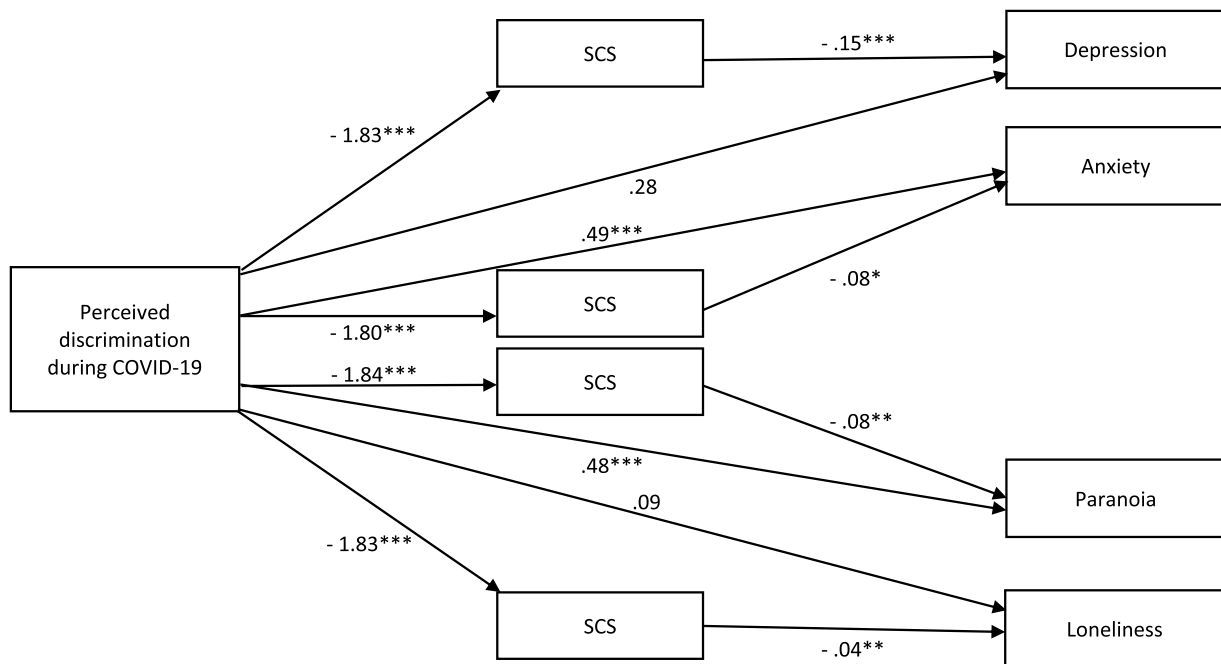 SCS
- .15***
Depression
- 1.83***
.28
Anxiety
.49***
- .08*
SCS
Perceived
discrimination
during COVID-19
- 1.80***
- 1.84***
SCS
- .08**
.48***
.09
Paranoia
- 1.83***
SCS
- .04**
Loneliness